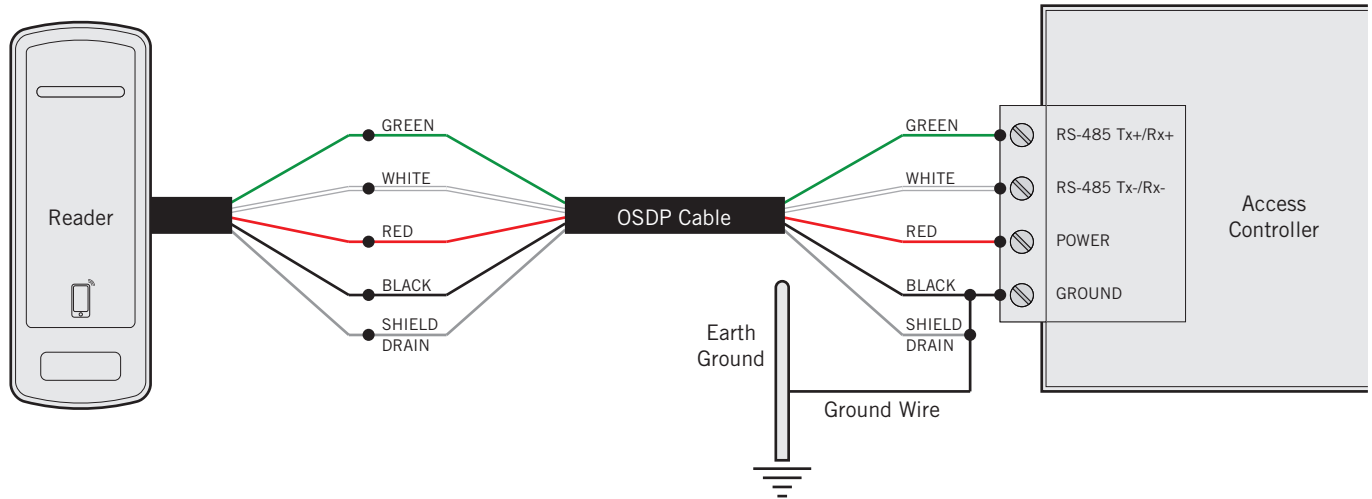 Reader
GREEN
WHITE
RED
BLACK
SHIELD
DRAIN
OSDP Cable
GREEN
WHITE
RED
BLACK
SHIELD
DRAIN
Earth
Ground
Ground Wire
RS-485 Tx+/Rx+
RS-485 Tx-/Rx-
POWER
GROUND
Access
Controller